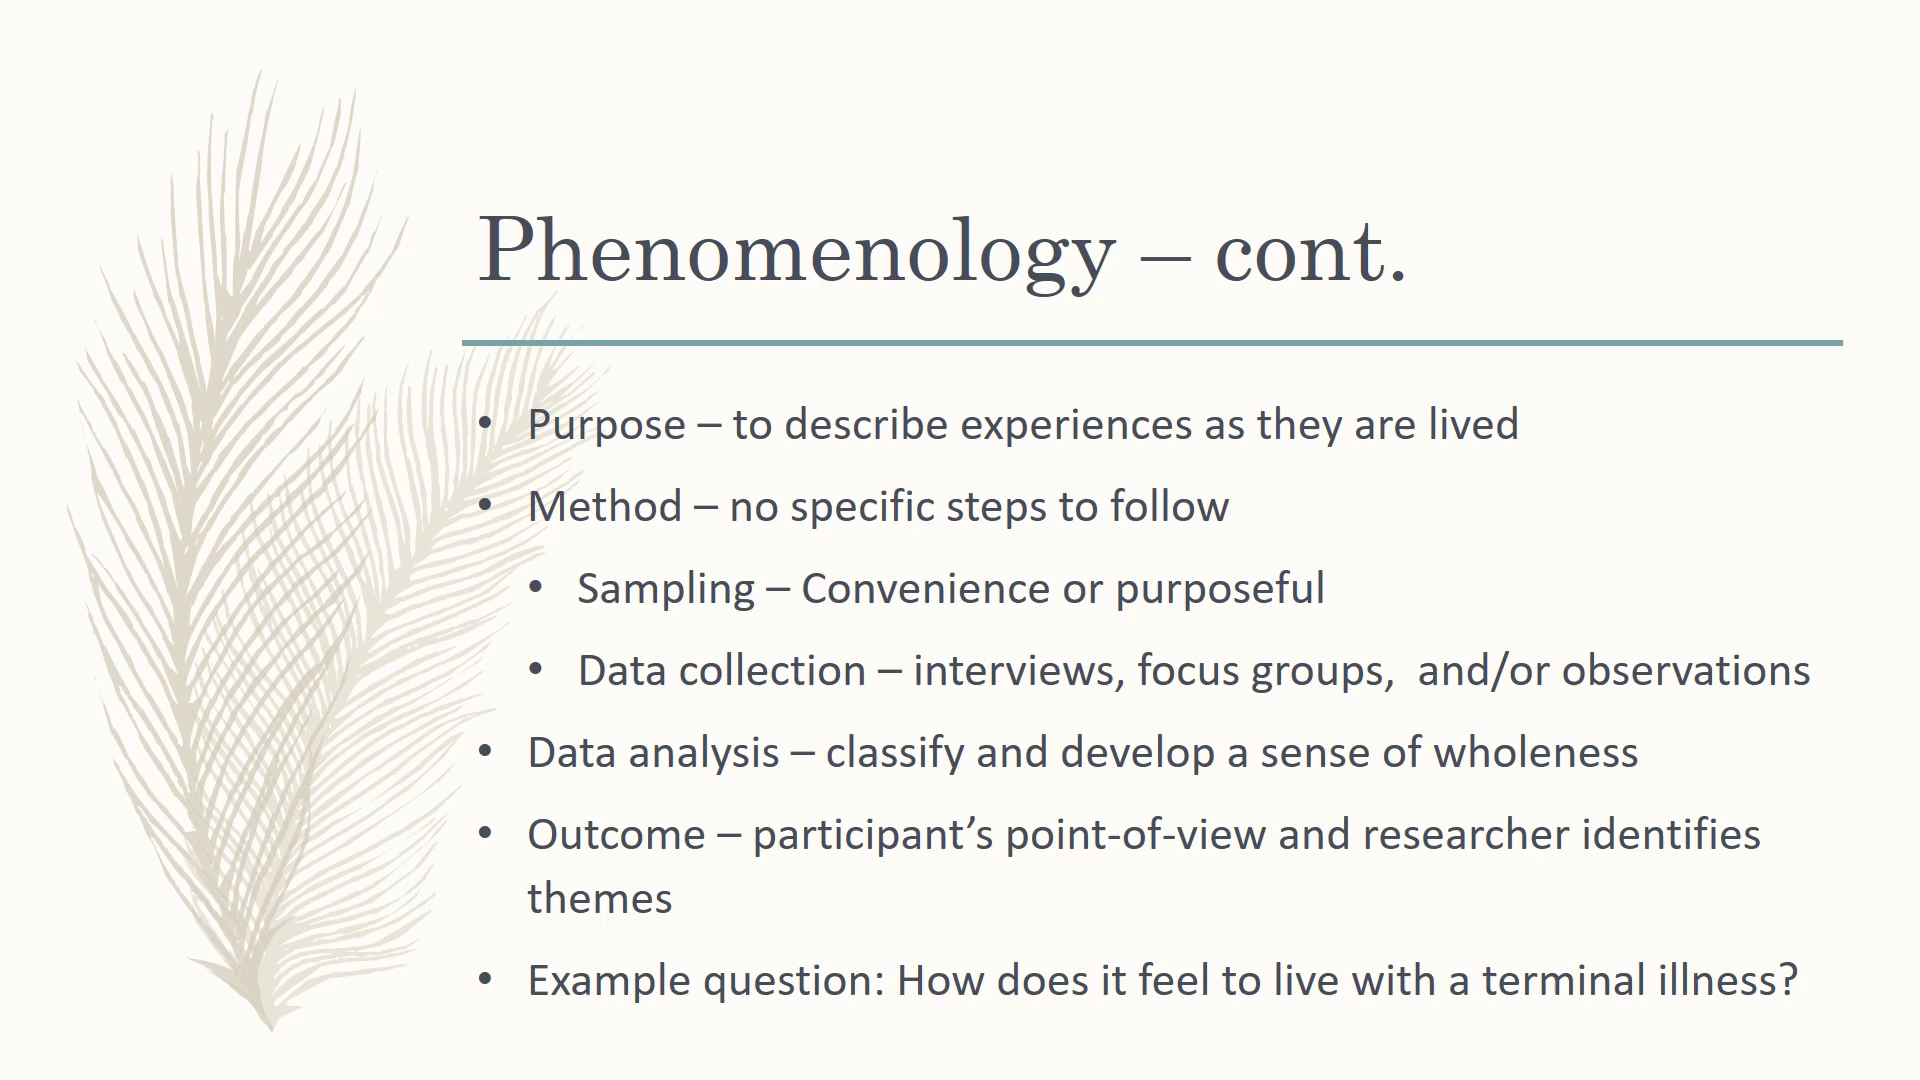 Phenomenology – cont.
• Purpose – to describe experiences as they are lived
• Method – no specific steps to follow
• Sampling – Convenience or purposeful
• Data collection – interviews, focus groups,  and/or observations
• Data analysis – classify and develop a sense of wholeness
• Outcome – participant’s point-of-view and researcher identifies
themes
• Example question: How does it feel to live with a terminal illness?